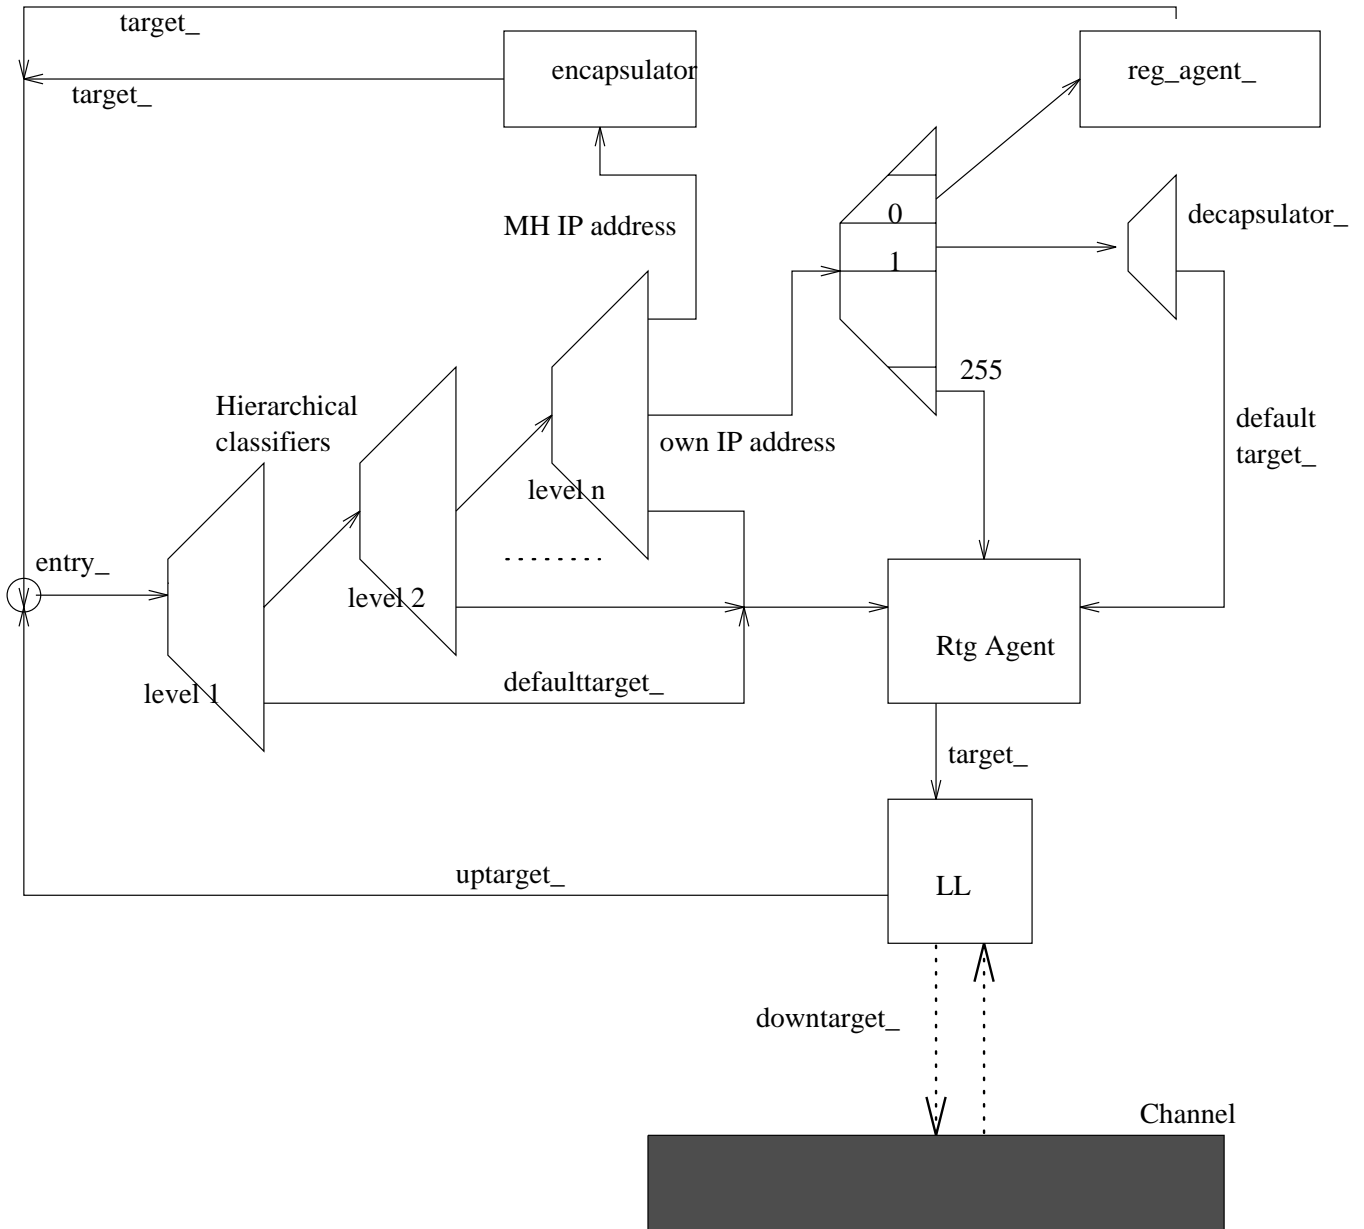 target_
encapsulator
reg_agent_
target_
MH IP address
0
decapsulator_
1
255
Hierarchical
classifiers
default
target_
own IP address
level n
entry_
level 2
Rtg Agent
level 1
defaulttarget_
target_
uptarget_
LL
downtarget_
Channel